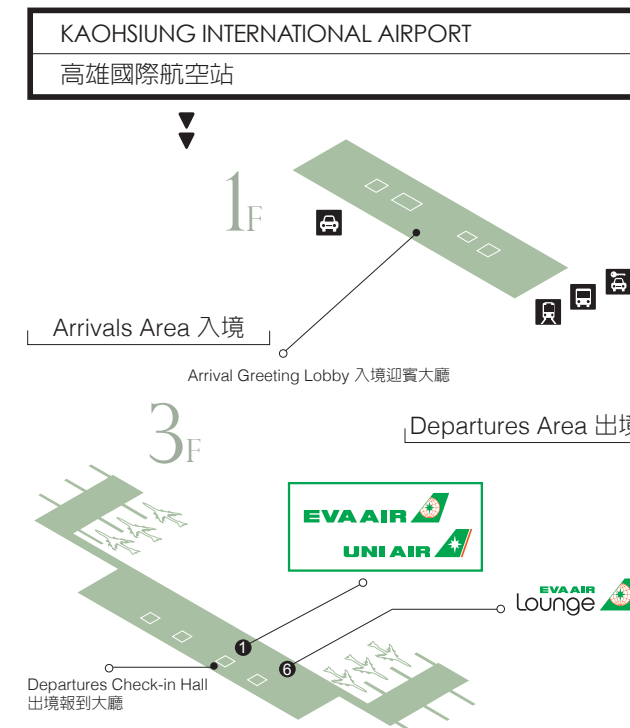 KAOHSIUNG INTERNATIONAL AIRPORT
高雄國際航空站
1F
Arrivals Area 入境
Arrival Greeting Lobby 入境迎賓大廳
3F
Departures Area 出境
EVA AIR
UNI AIR
EVA AIR
Lounge
1
6
Departures Check-in Hall
出境報到大廳